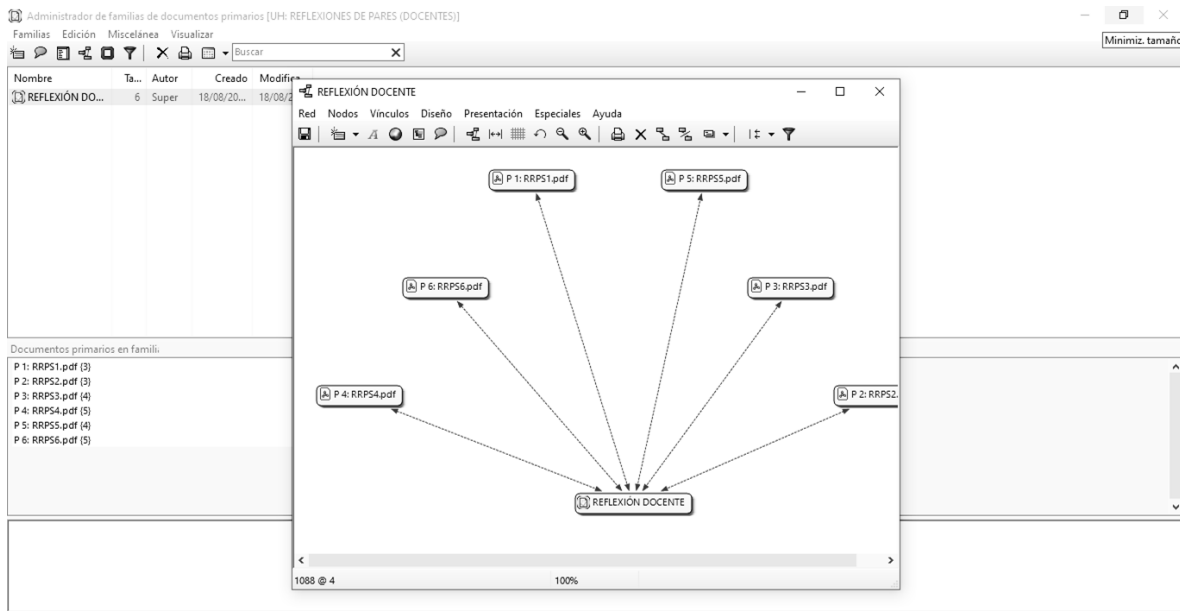 Administrador de familias de documentos primarios [UH: REFLEXIONES DE PARES (DOCENTES)]
Familias Edición Miscelánea Visualizar
Minimiz. tamaño
Buscar
Nombre Ta... Autor Creado Modifica
REFLEXIÓN DO... 6 Super 18/08/20... 18/08/2
REFLEXIÓN DOCENTE
Red Nodos Vínculos Diseño Presentación Especiales Ayuda
P 1: RRPS1.pdf P 5: RRPS5.pdf
P 6: RRPS6.pdf P 3: RRPS3.pdf
P 4: RRPS4.pdf P 2: RRPS2.
REFLEXIÓN DOCENTE
1088 @ 4 100%
Documentos primarios en famili
P 1: RRPS1.pdf {3}
P 2: RRPS2.pdf {3}
P 3: RRPS3.pdf {4}
P 4: RRPS4.pdf {5}
P 5: RRPS5.pdf {4}
P 6: RRPS6.pdf {5}